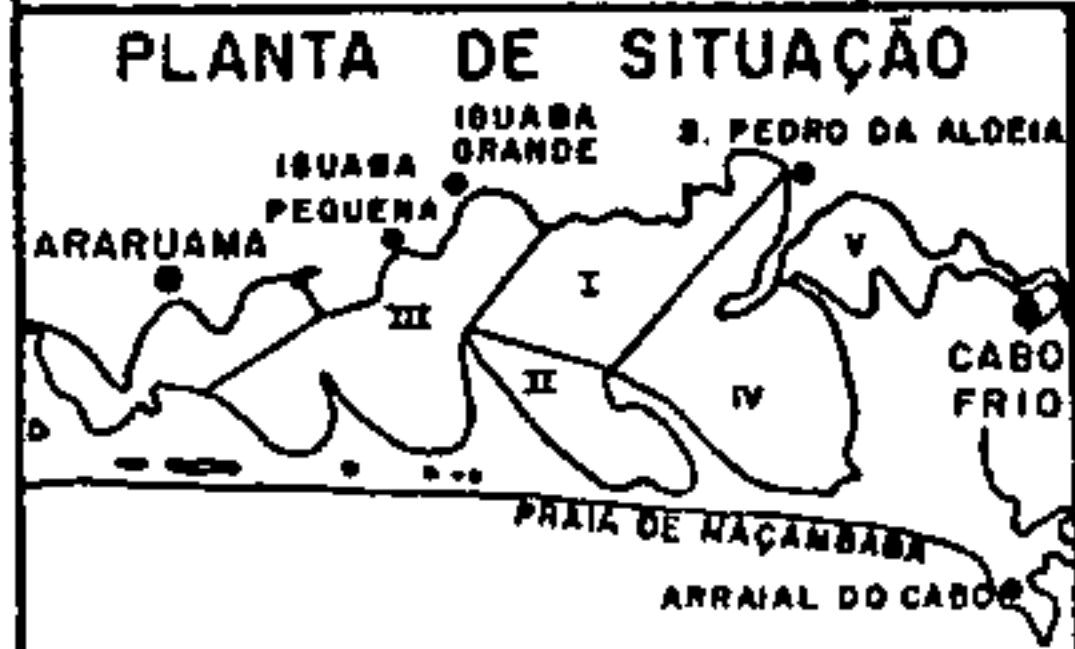 PLANTA DE SITUAÇÃO
IGUABA
GRANDE
S. PEDRO DA ALDEIA
IGUABA
PEQUENA
ARARUAMA
V
I
III
CABO
FRIO
II
IV
PRAIA DE MAÇAMBABA
ARRAIAL DO CABO